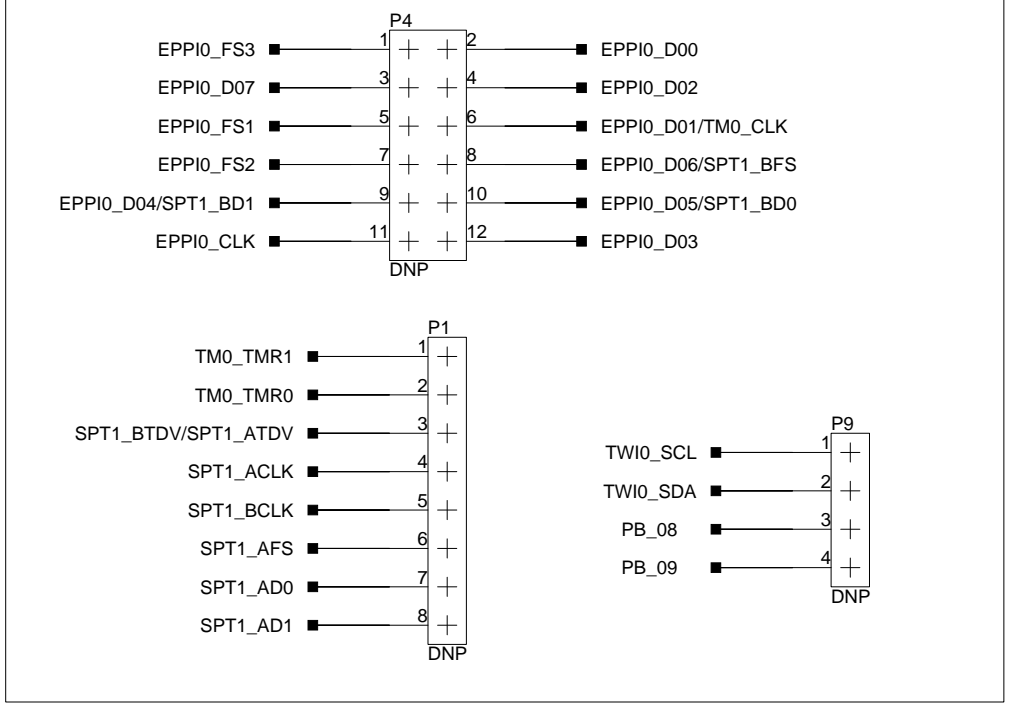 P4
EPPI0_FS3 1 2 EPPI0_D00
EPPI0_D07 3 4 EPPI0_D02
EPPI0_FS1 5 6 EPPI0_D01/TM0_CLK
EPPI0_FS2 7 8 EPPI0_D06/SPT1_BFS
EPPI0_D04/SPT1_BD1 9 10 EPPI0_D05/SPT1_BD0
EPPI0_CLK 11 12 EPPI0_D03
DNP
P1
TM0_TMR1 1
TM0_TMR0 2
SPT1_BTDV/SPT1_ATDV 3
SPT1_ACLK 4
SPT1_BCLK 5
SPT1_AFS 6
SPT1_AD0 7
SPT1_AD1 8
DNP
P9
TWI0_SCL 1
TWI0_SDA 2
PB_08 3
PB_09 4
DNP